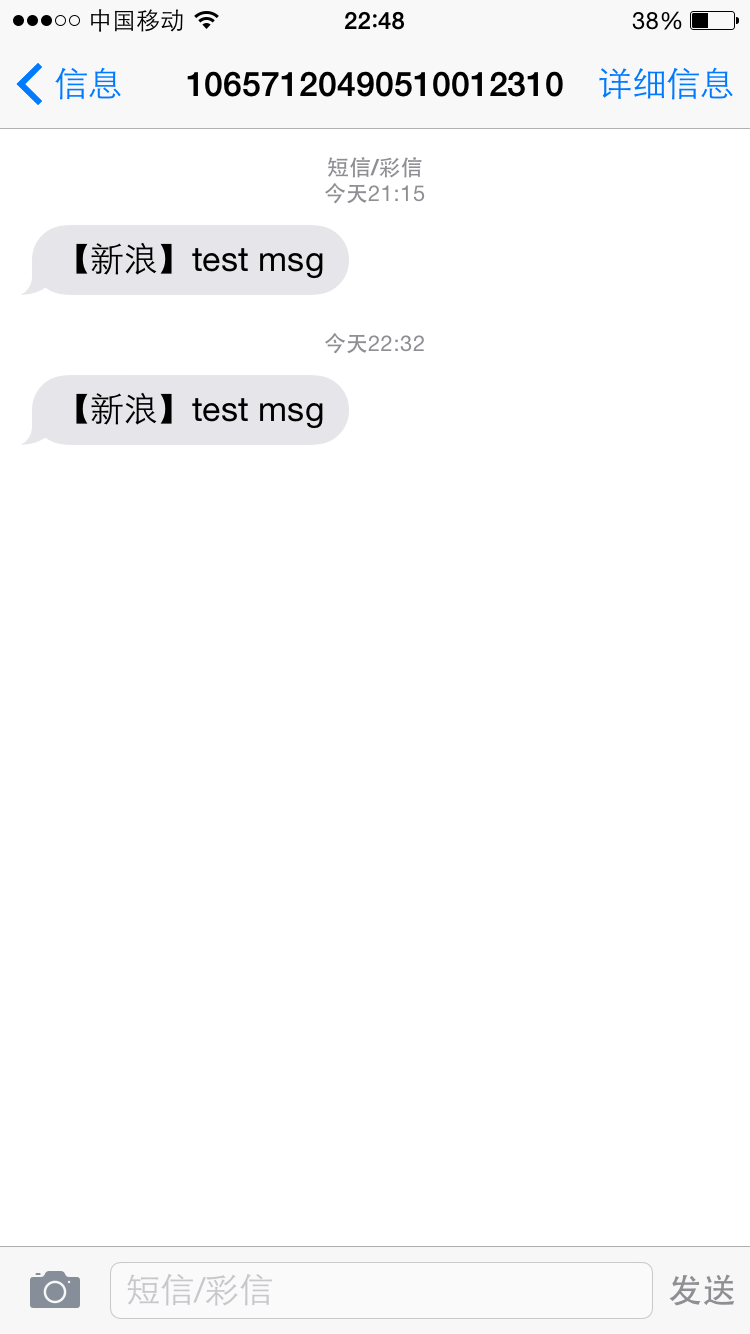 中国移动 22:48 38%
信息 10657120490510012310 详细信息
短信/彩信
今天21:15
【新浪】test msg
今天22:32
【新浪】test msg
短信/彩信 发送